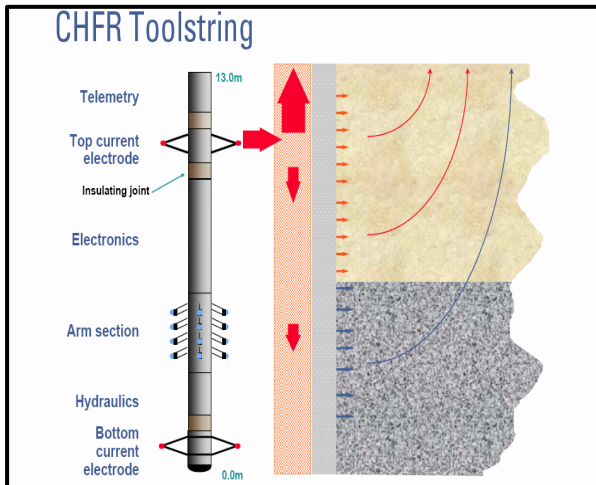 CHFR Toolstring
13.0m
Telemetry
Top current
electrode
Insulating joint
Electronics
Arm section
Hydraulics
Bottom
current
electrode
0.0m